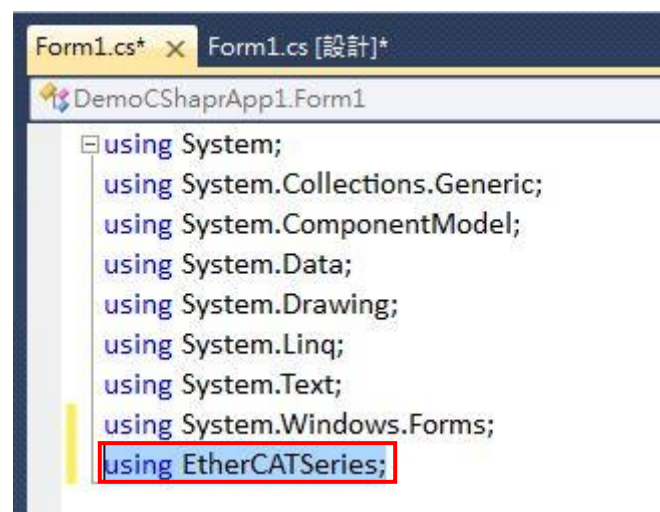 Form1.cs* × Form1.cs [設計]*
DemoCShaprApp1.Form1
using System;
using System.Collections.Generic;
using System.ComponentModel;
using System.Data;
using System.Drawing;
using System.Linq;
using System.Text;
using System.Windows.Forms;
using EtherCATSeries;